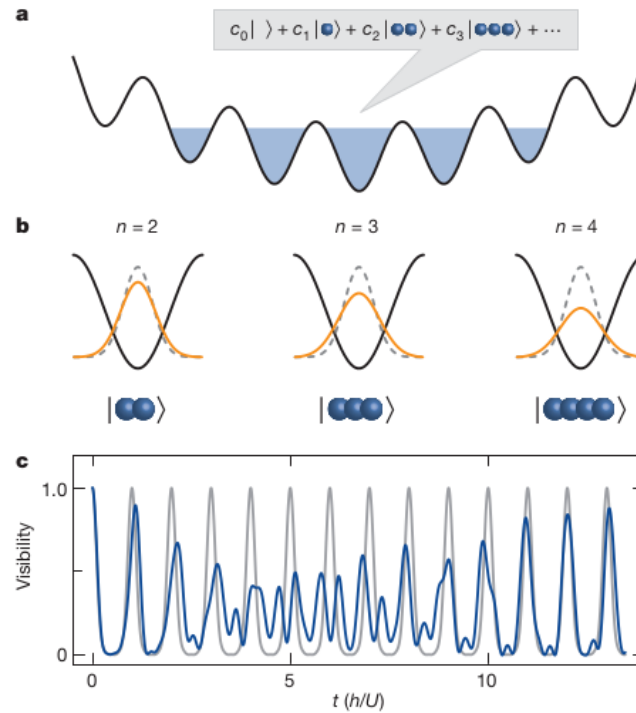 a
c₀| ⟩ + c₁| ⟩ + c₂| ⟩ + c₃| ⟩ + ⋯
b
n = 2 n = 3 n = 4
| ⟩ | ⟩ | ⟩
c
1.0
Visibility
0
0 5 10
t (h/U)